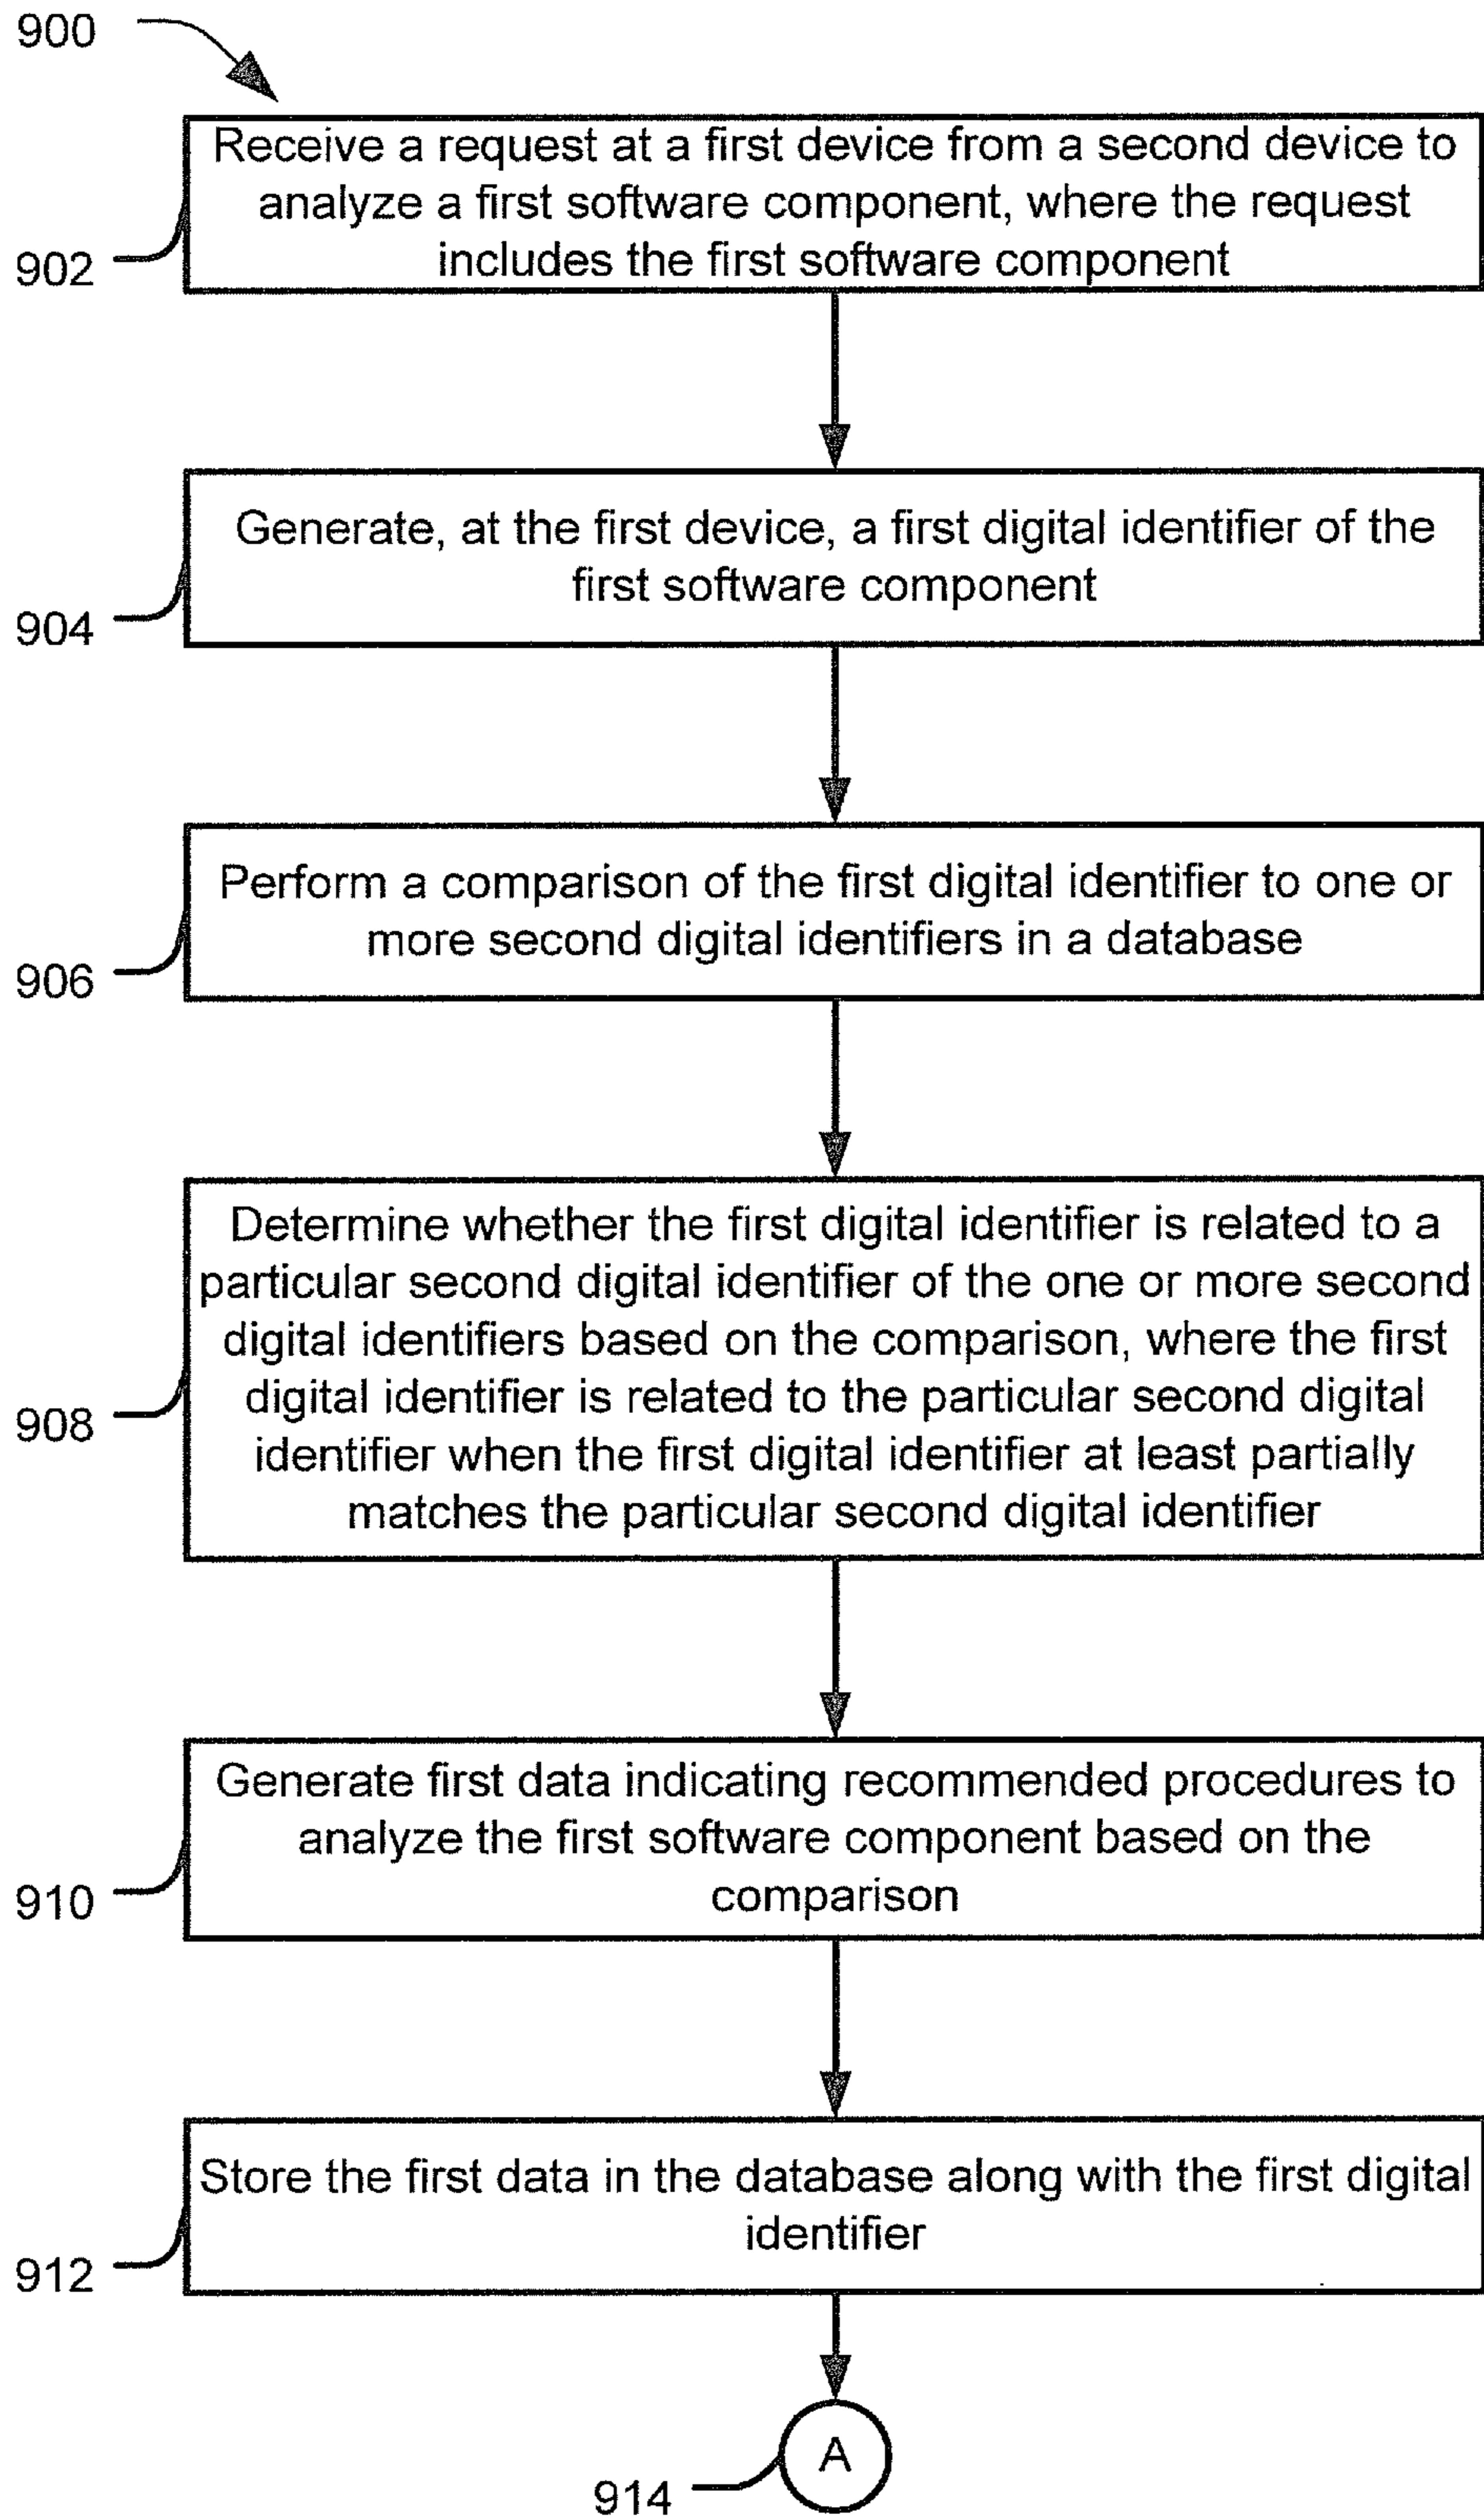 900
Receive a request at a first device from a second device to
analyze a first software component, where the request
includes the first software component
902
Generate, at the first device, a first digital identifier of the
first software component
904
Perform a comparison of the first digital identifier to one or
more second digital identifiers in a database
906
Determine whether the first digital identifier is related to a
particular second digital identifier of the one or more second
digital identifiers based on the comparison, where the first
digital identifier is related to the particular second digital
identifier when the first digital identifier at least partially
matches the particular second digital identifier
908
Generate first data indicating recommended procedures to
analyze the first software component based on the
comparison
910
Store the first data in the database along with the first digital
identifier
912
A
914